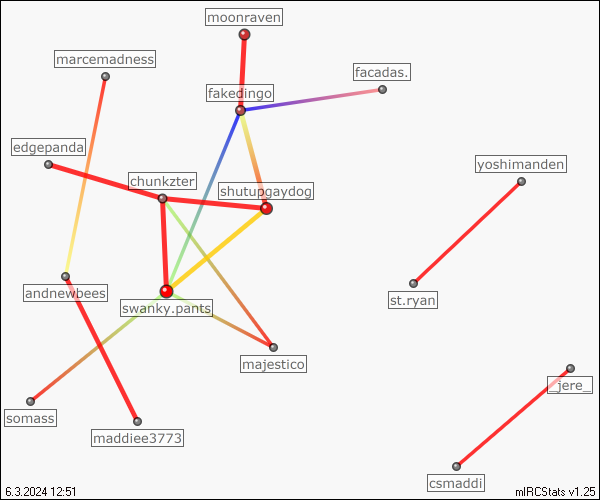 moonraven
marcemadness
facadas.
fakedingo
edgepanda
yoshimanden
chunkzter
shutupgaydog
andnewbees
st.ryan
swanky.pants
majestico
_jere_
somass
maddiee3773
csmaddi
6.3.2024 12:51
mIRCStats v1.25